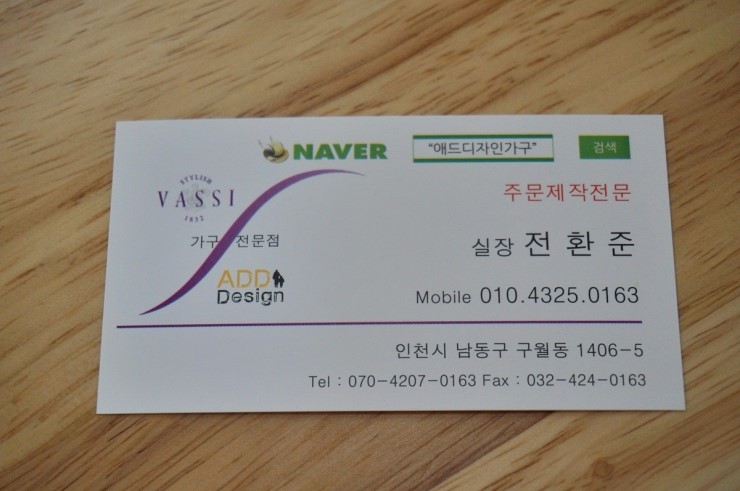 NAVER "애드디자인가구" 검색
STYLISH
VASSI
1832
주문제작전문
가구 전문점
실장 전 환 준
ADD
Design
Mobile 010.4325.0163
인천시 남동구 구월동 1406-5
Tel : 070-4207-0163 Fax : 032-424-0163